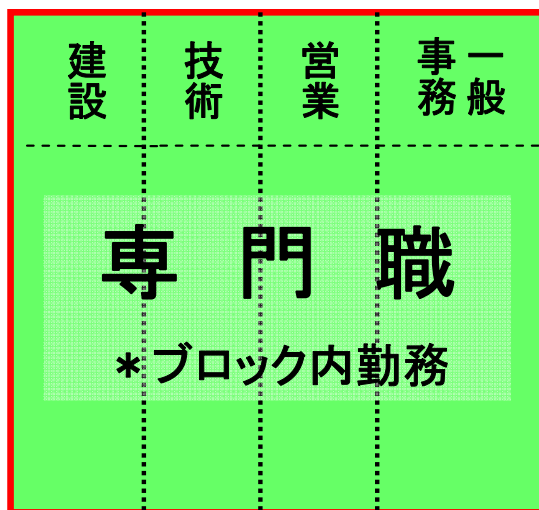 建設
技術
営業
一般事務
専門職
*ブロック内勤務